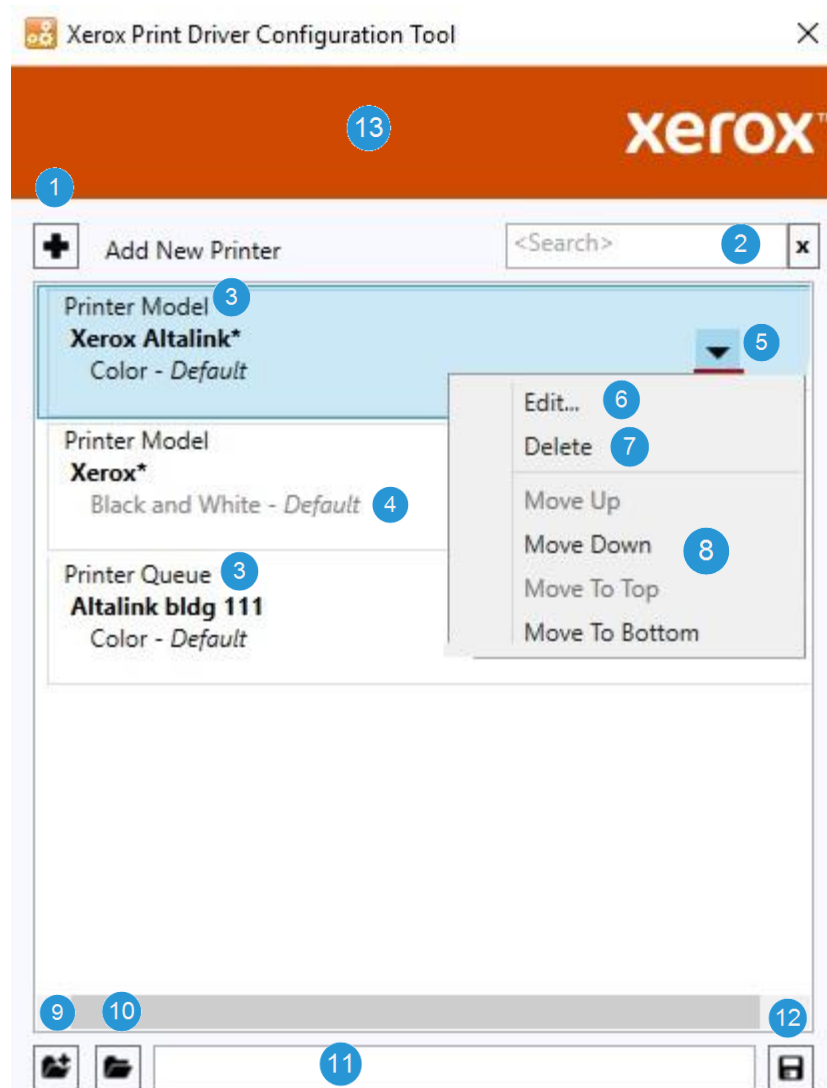 Xerox Print Driver Configuration Tool
13
xerox™
1
Add New Printer
<Search>
2
x
Printer Model 3
Xerox Altalink*
Color - Default
5
Edit... 6
Delete 7
Move Up
Move Down
8
Move To Top
Move To Bottom
Printer Model
Xerox*
Black and White - Default 4
Printer Queue 3
Altalink bldg 111
Color - Default
9
10
12
11